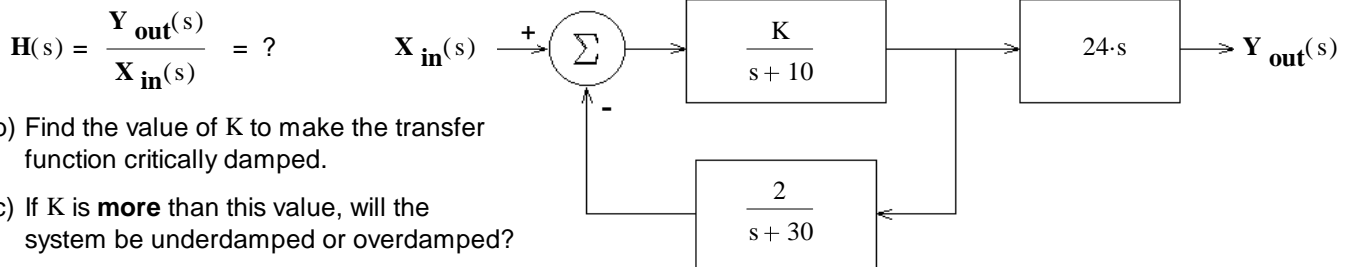 H(s) = Y out(s) / X in(s) = ?
X in(s)
+
Σ
-
K / s + 10
24·s
Y out(s)
2 / s + 30
b) Find the value of K to make the transfer
function critically damped.
c) If K is more than this value, will the
system be underdamped or overdamped?